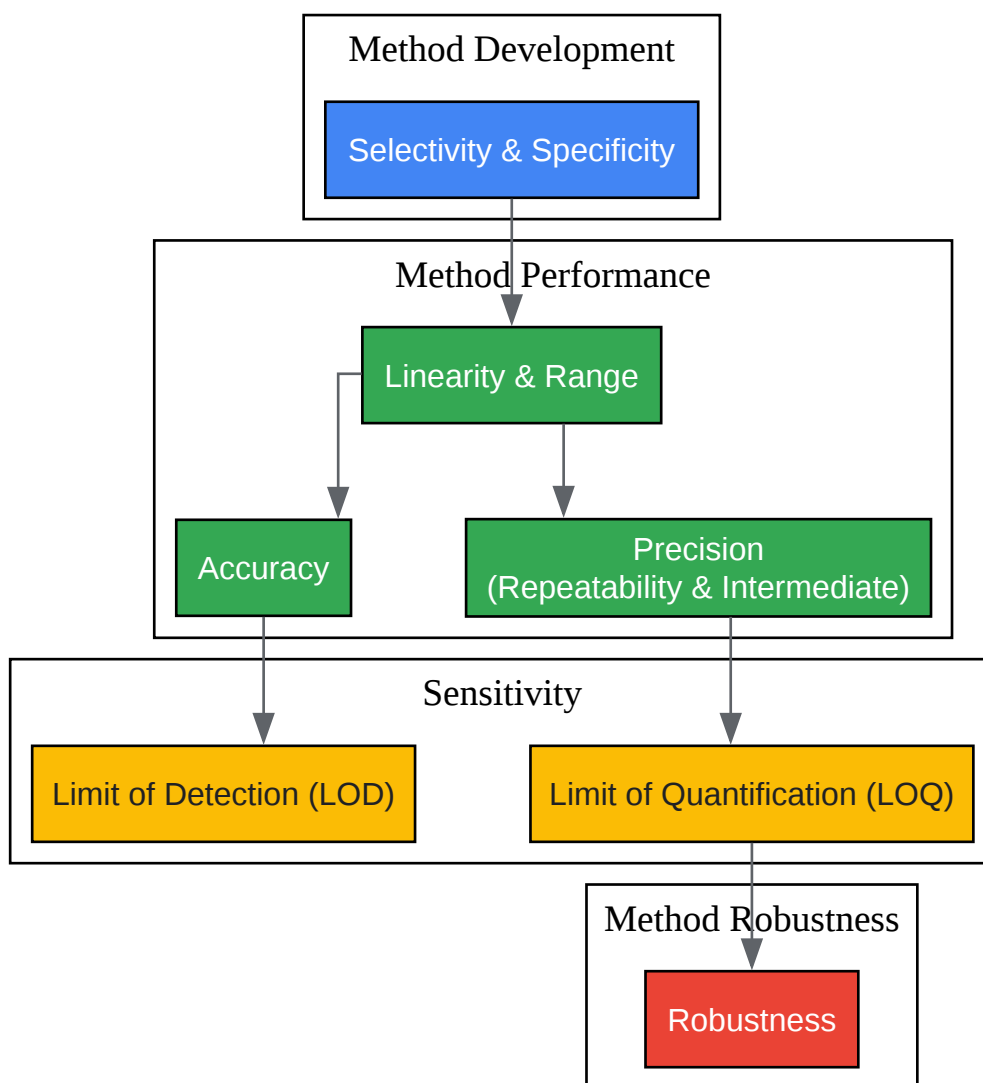 Method Development
Selectivity & Specificity
Method Performance
Linearity & Range
Accuracy
Precision
(Repeatability & Intermediate)
Sensitivity
Limit of Detection (LOD)
Limit of Quantification (LOQ)
Method Robustness
Robustness